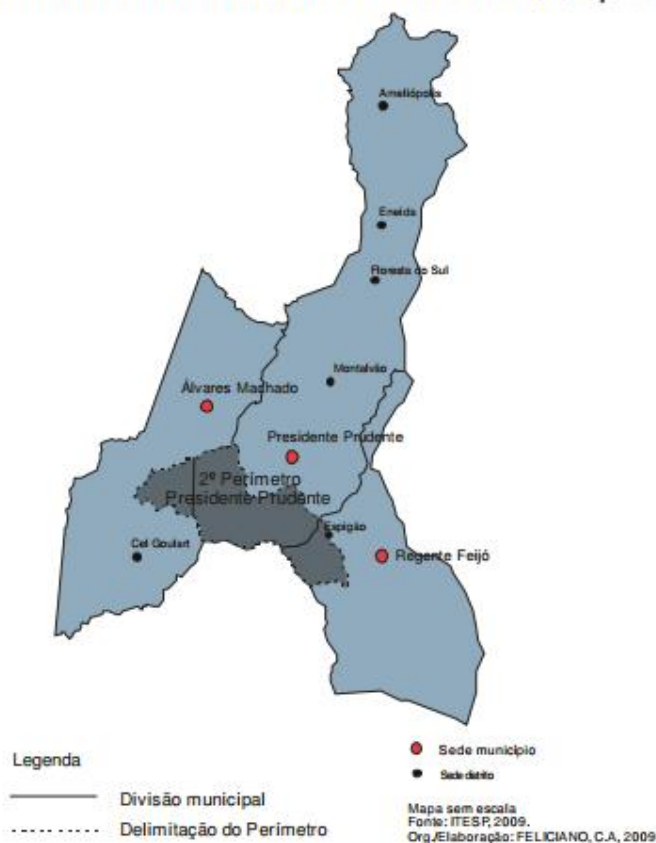 Ameliópolis
Eneida
Floresta do Sul
Montalvão
Álvares Machado
Presidente Prudente
2º Perímetro
Presidente Prudente
Espigão
Cel Goulart
Regente Feijó
Legenda
Divisão municipal
Delimitação do Perímetro
Sede município
Sede distrito
Mapa sem escala
Fonte: ITESP, 2009.
Org./Elaboração: FELICIANO, C.A, 2009